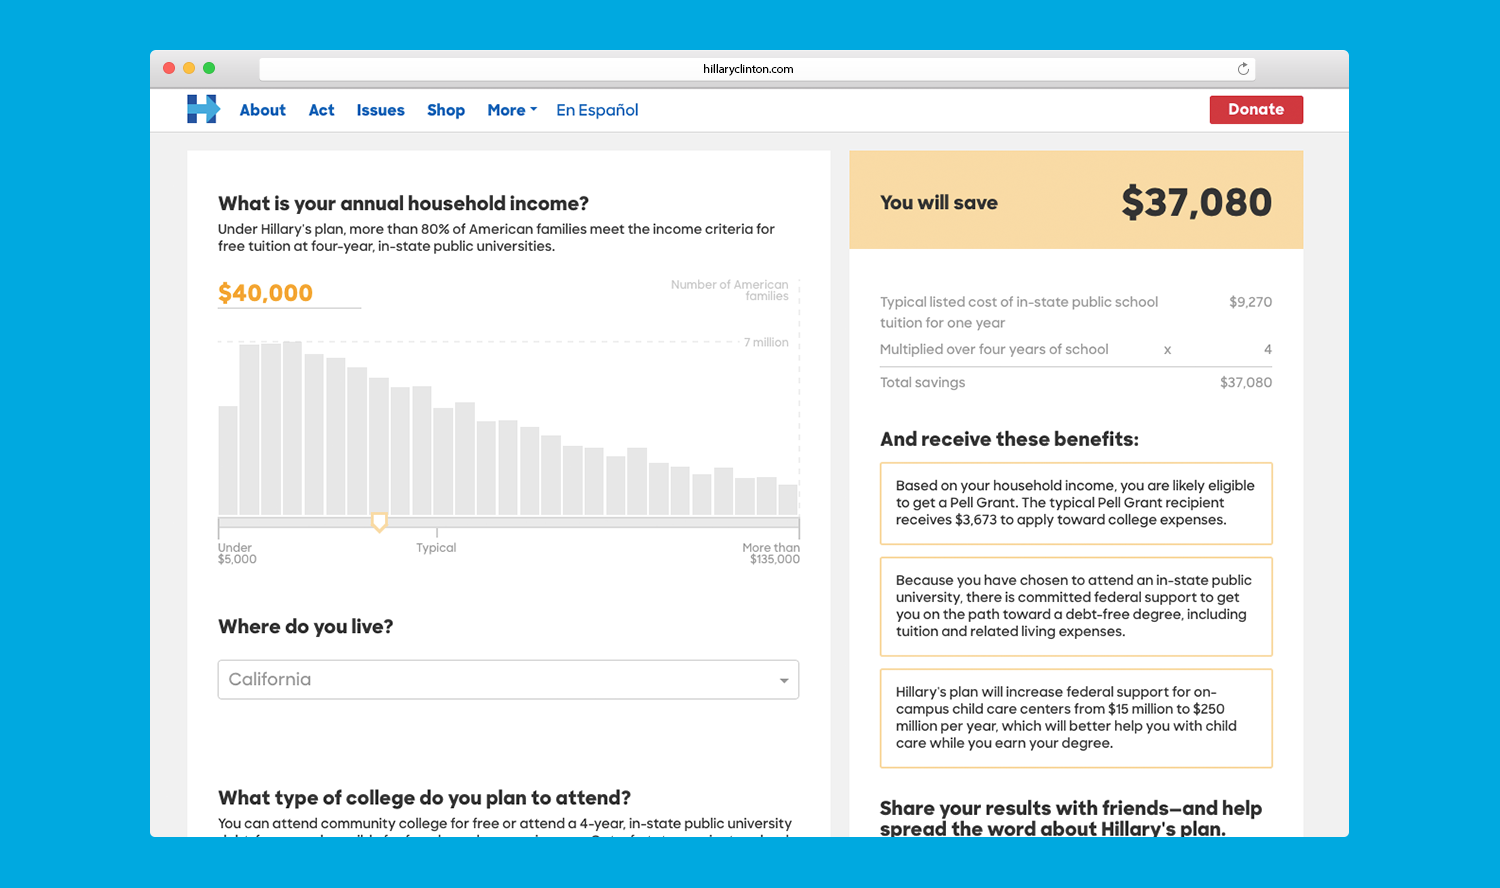 hillaryclinton.com
About Act Issues Shop More En Español
Donate
What is your annual household income?
Under Hillary's plan, more than 80% of American families meet the income criteria for
free tuition at four-year, in-state public universities.
$40,000
Number of American
families
7 million
Under
$5,000
Typical
More than
$135,000
Where do you live?
California
What type of college do you plan to attend?
You can attend community college for free or attend a 4-year, in-state public university
You will save $37,080
Typical listed cost of in-state public school $9,270
tuition for one year
Multiplied over four years of school x 4
Total savings $37,080
And receive these benefits:
Based on your household income, you are likely eligible
to get a Pell Grant. The typical Pell Grant recipient
receives $3,673 to apply toward college expenses.
Because you have chosen to attend an in-state public
university, there is committed federal support to get
you on the path toward a debt-free degree, including
tuition and related living expenses.
Hillary's plan will increase federal support for on-
campus child care centers from $15 million to $250
million per year, which will better help you with child
care while you earn your degree.
Share your results with friends—and help
spread the word about Hillary's plan.